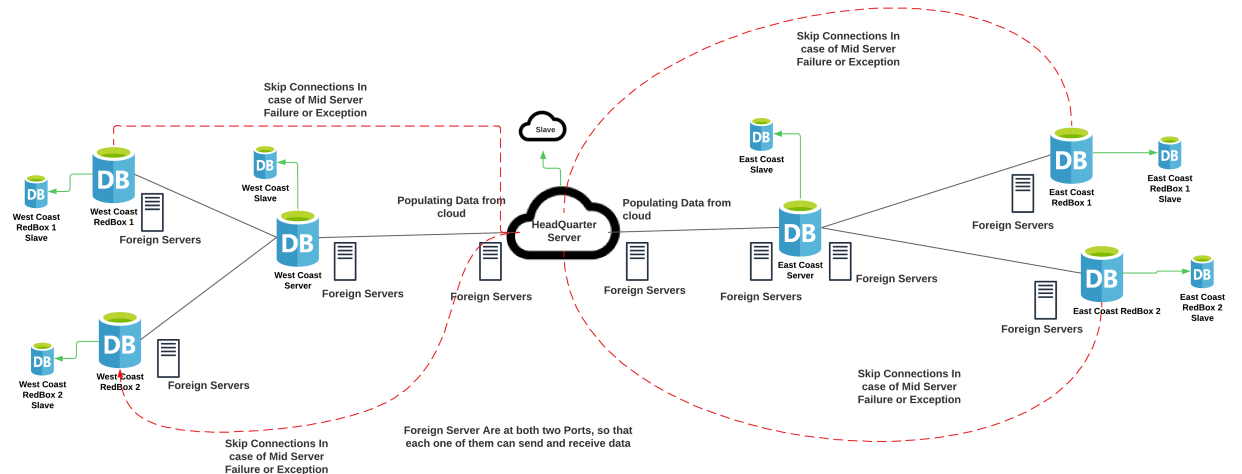 Skip Connections In
case of Mid Server
Failure or Exception
Skip Connections In
case of Mid Server
Failure or Exception
Slave
DB
West Coast
RedBox 1
DB
West Coast
RedBox 1
Slave
Foreign Servers
DB
West Coast
Slave
DB
West Coast
Server
Foreign Servers
Populating Data from
cloud
Foreign Servers
HeadQuarter
Server
Populating Data from
cloud
Foreign Servers
DB
East Coast
Slave
DB
East Coast
Server
Foreign Servers
Foreign Servers
DB
East Coast
RedBox 1
DB
East Coast
RedBox 1
Slave
Foreign Servers
DB
East Coast RedBox 2
DB
East Coast
RedBox 2
Slave
Foreign Servers
DB
West Coast
RedBox 2
DB
West Coast
RedBox 2
Slave
Foreign Servers
Skip Connections In
case of Mid Server
Failure or Exception
Foreign Server Are at both two Ports, so that
each one of them can send and receive data
Skip Connections In
case of Mid Server
Failure or Exception